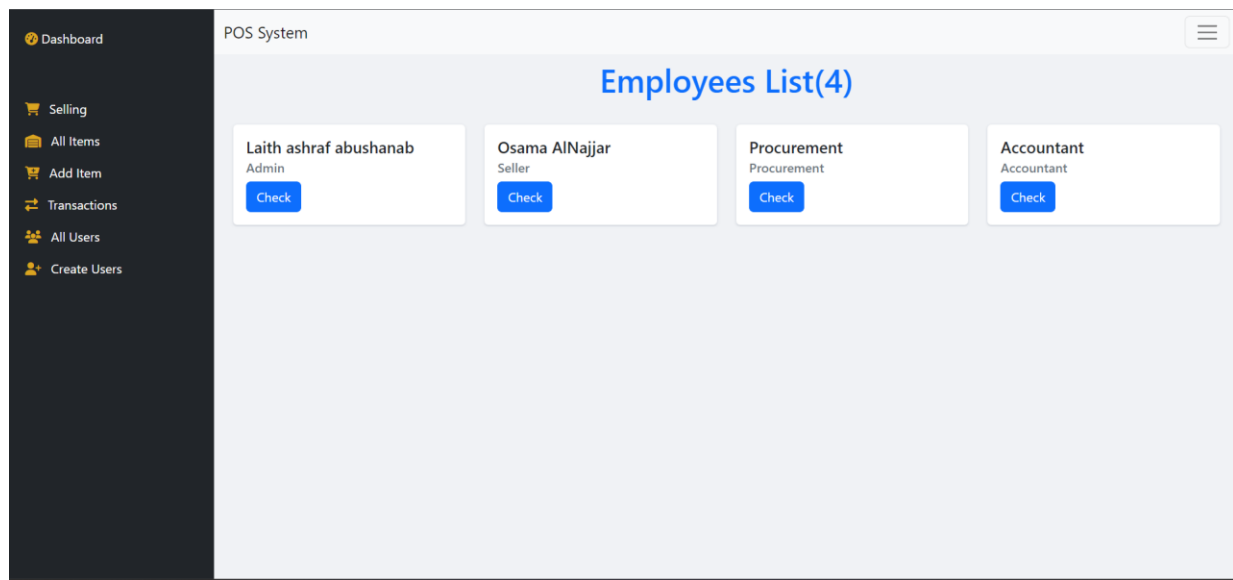 Dashboard
Selling
All Items
Add Item
Transactions
All Users
Create Users
POS System
Employees List(4)
Laith ashraf abushanab
Admin
Check
Osama AlNajjar
Seller
Check
Procurement
Procurement
Check
Accountant
Accountant
Check